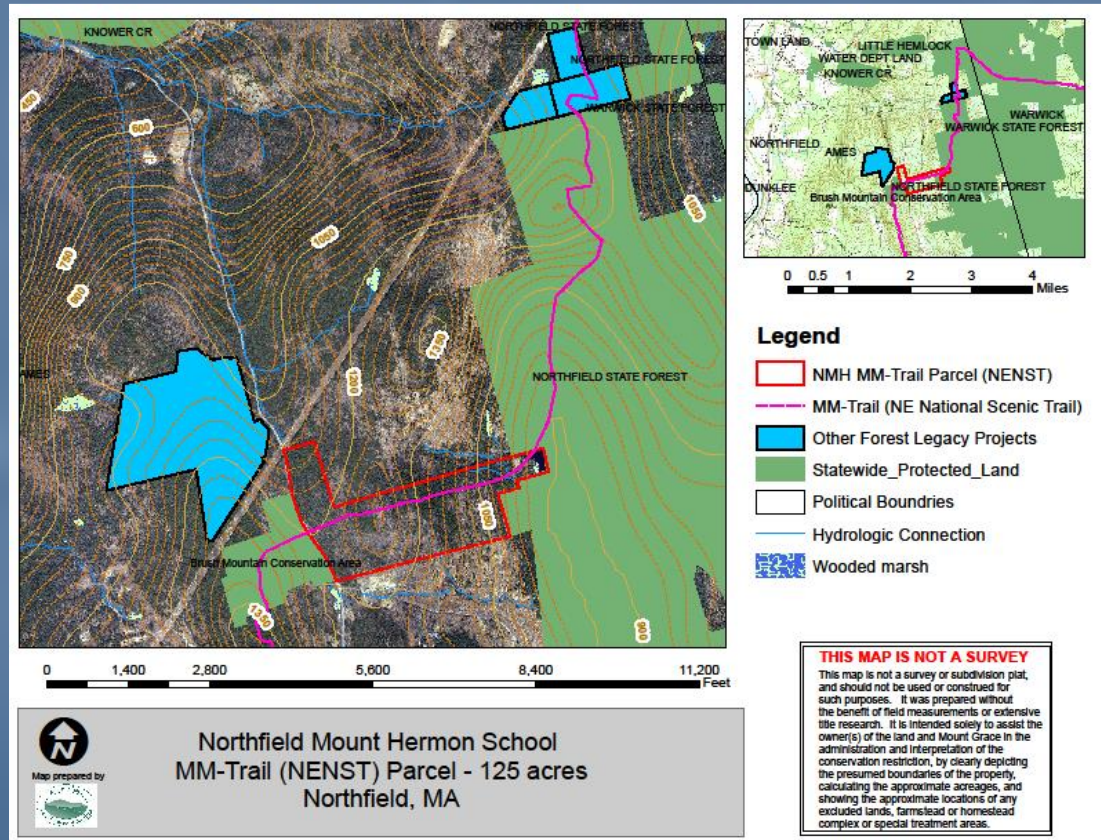 KNOWER CR
NORTHFIELD STATE FOREST
NORTHFIELD STATE FOREST
WARWICK STATE FOREST
450
600
1050
1050
750
900
1350
1200
AMES
NORTHFIELD STATE FOREST
1050
Brush Mountain Conservation Area
1350
900
0 1,400 2,800 5,600 8,400 11,200
Feet
TOWN LAND
LITTLE HEMLOCK
WATER DEPT LAND
KNOWER CR
WARWICK
WARWICK STATE FOREST
NORTHFIELD
AMES
DUNKLEE
NORTHFIELD STATE FOREST
Brush Mountain Conservation Area
0 0.5 1 2 3 4
Miles
Legend
NMH MM-Trail Parcel (NENST)
MM-Trail (NE National Scenic Trail)
Other Forest Legacy Projects
Statewide_Protected_Land
Political Boundries
Hydrologic Connection
Wooded marsh
N
Map prepared by
Northfield Mount Hermon School
MM-Trail (NENST) Parcel - 125 acres
Northfield, MA
THIS MAP IS NOT A SURVEY
This map is not a survey or subdivision plat,
and should not be used or construed for
such purposes. It was prepared without
the benefit of field measurements or extensive
title research. It is intended solely to assist the
owner(s) of the land and Mount Grace in the
administration and interpretation of the
conservation restriction, by clearly depicting
the presumed boundaries of the property,
calculating the approximate acreages, and
showing the approximate locations of any
excluded lands, farmstead or homestead
complex or special treatment areas.